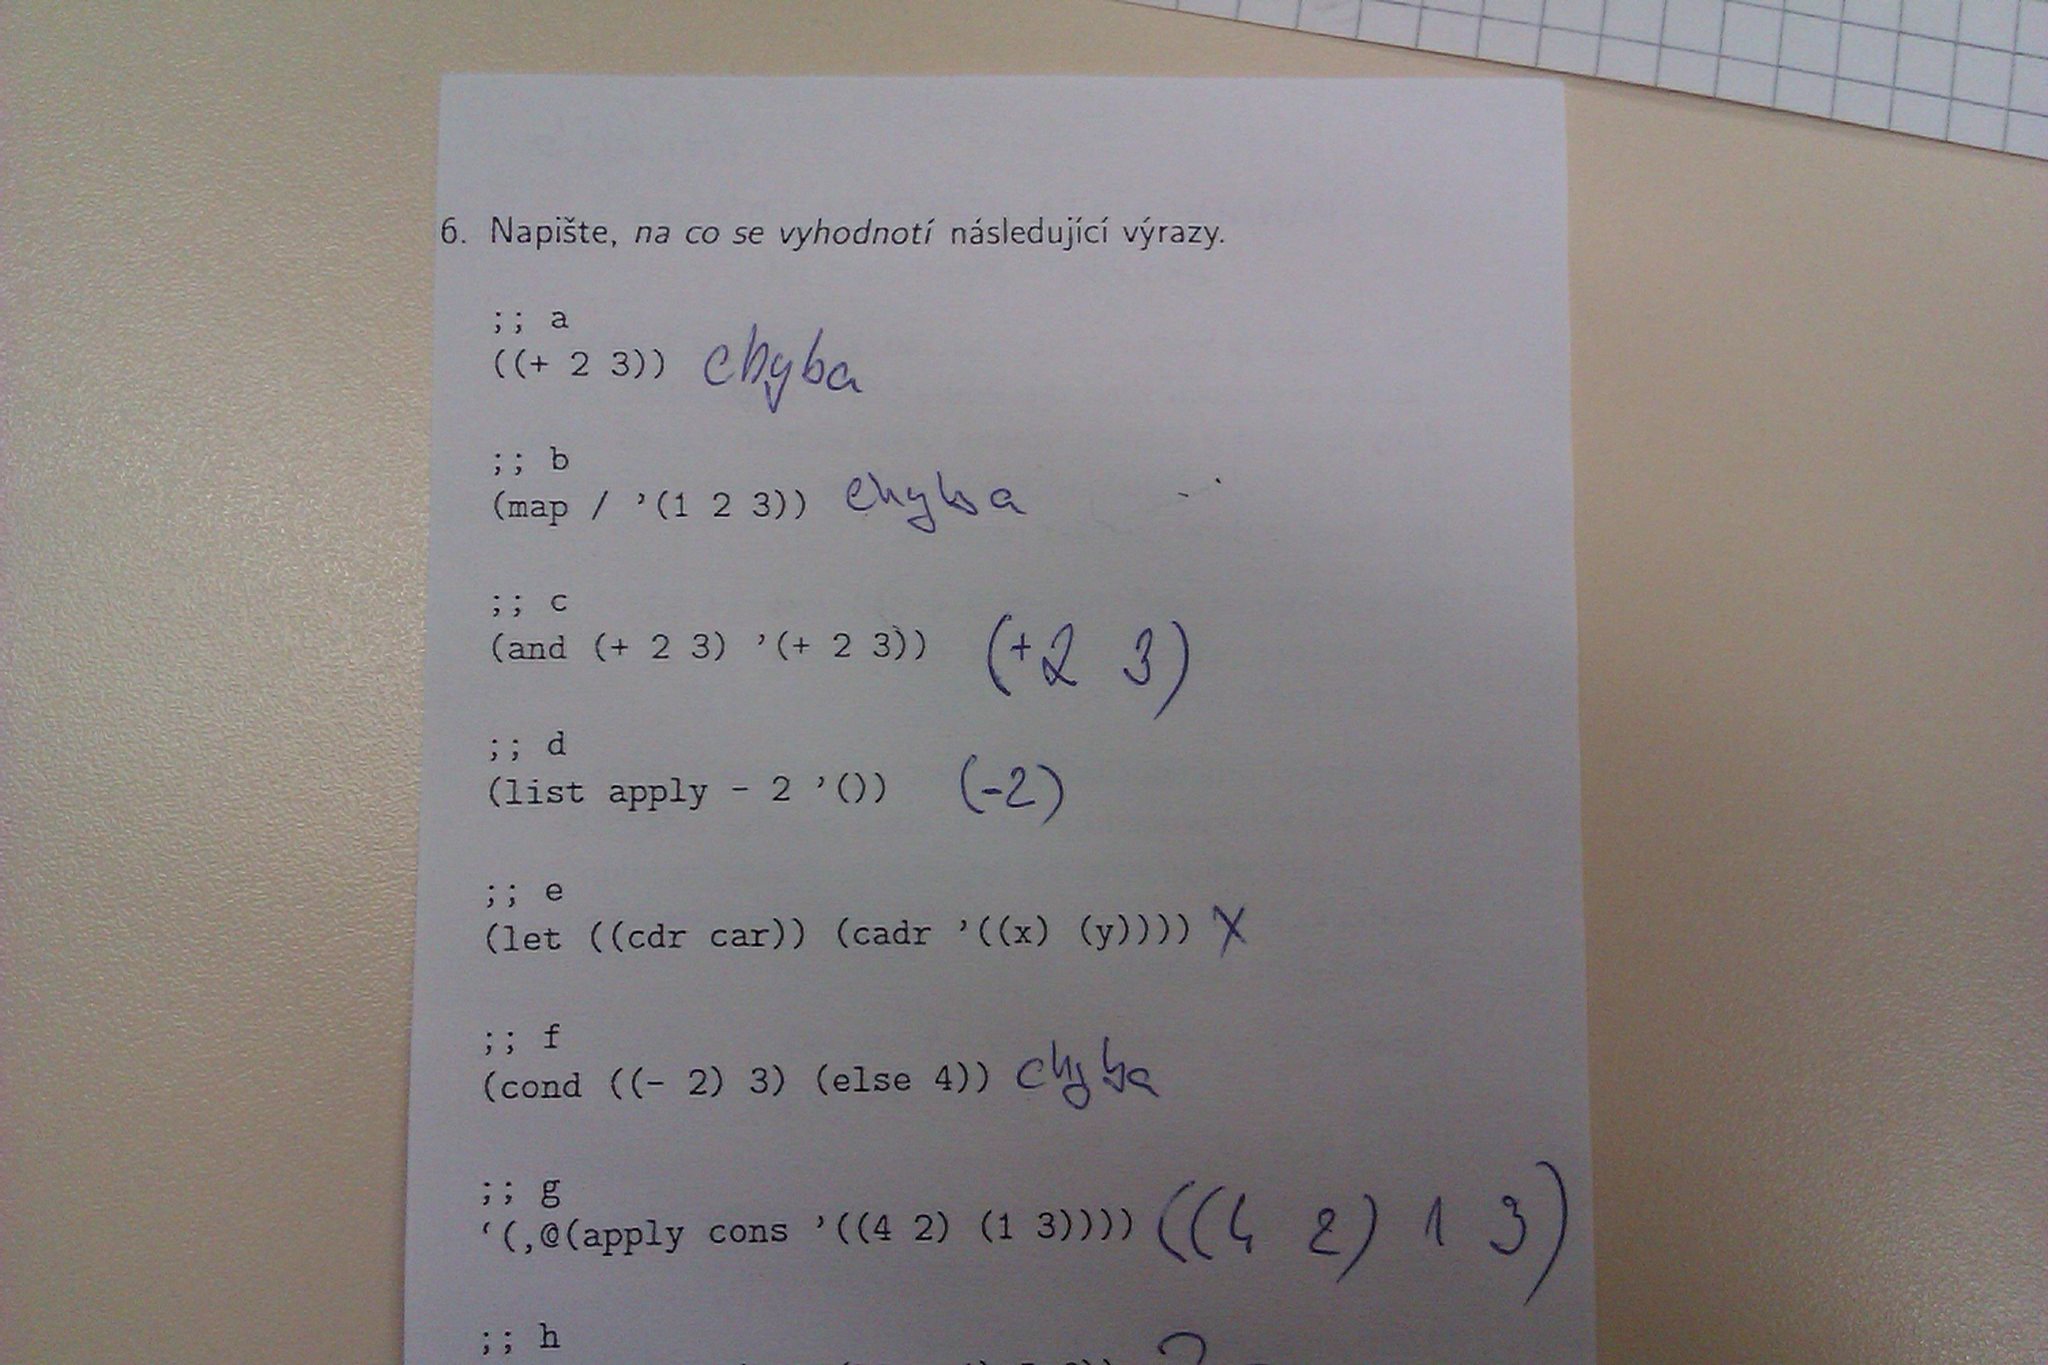 6. Napište, na co se vyhodnotí následující výrazy.
;; a
((+ 2 3)) chyba
;; b
(map / '(1 2 3)) chyba
;; c
(and (+ 2 3) '(+ 2 3)) (+2 3)
;; d
(list apply - 2 '()) (-2)
;; e
(let ((cdr car)) (cadr '((x) (y)))) X
;; f
(cond ((- 2) 3) (else 4)) chyba
;; g
`(,@(apply cons '((4 2) (1 3)))) ((4 2) 1 3)
;; h